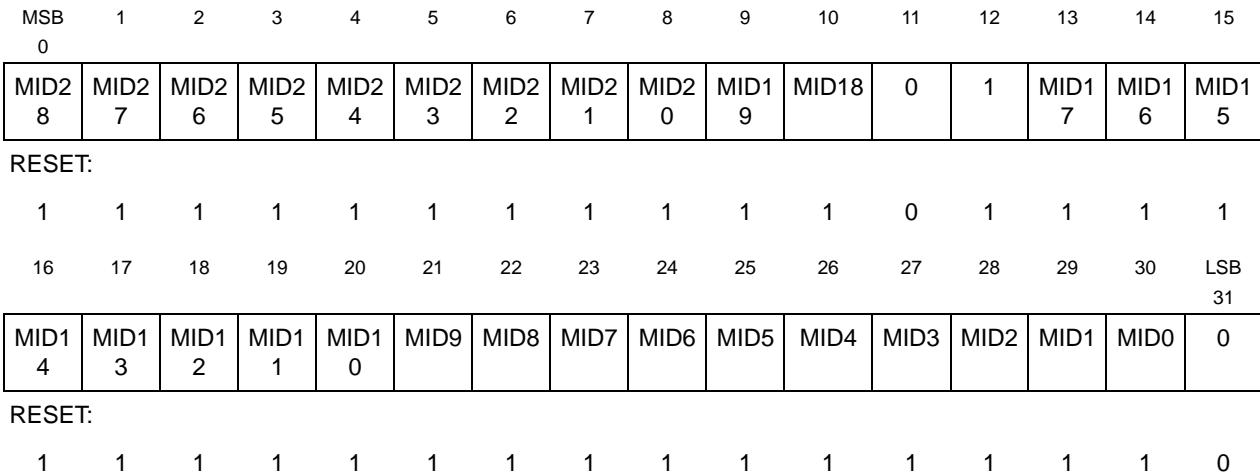 MSB 1 2 3 4 5 6 7 8 9 10 11 12 13 14 15
0
MID2 MID2 MID2 MID2 MID2 MID2 MID2 MID2 MID2 MID1 MID18 0 1 MID1 MID1 MID1
8 7 6 5 4 3 2 1 0 9 7 6 5
RESET:
1 1 1 1 1 1 1 1 1 1 1 0 1 1 1 1
16 17 18 19 20 21 22 23 24 25 26 27 28 29 30 LSB
31
MID1 MID1 MID1 MID1 MID1 MID9 MID8 MID7 MID6 MID5 MID4 MID3 MID2 MID1 MID0 0
4 3 2 1 0
RESET:
1 1 1 1 1 1 1 1 1 1 1 1 1 1 1 0